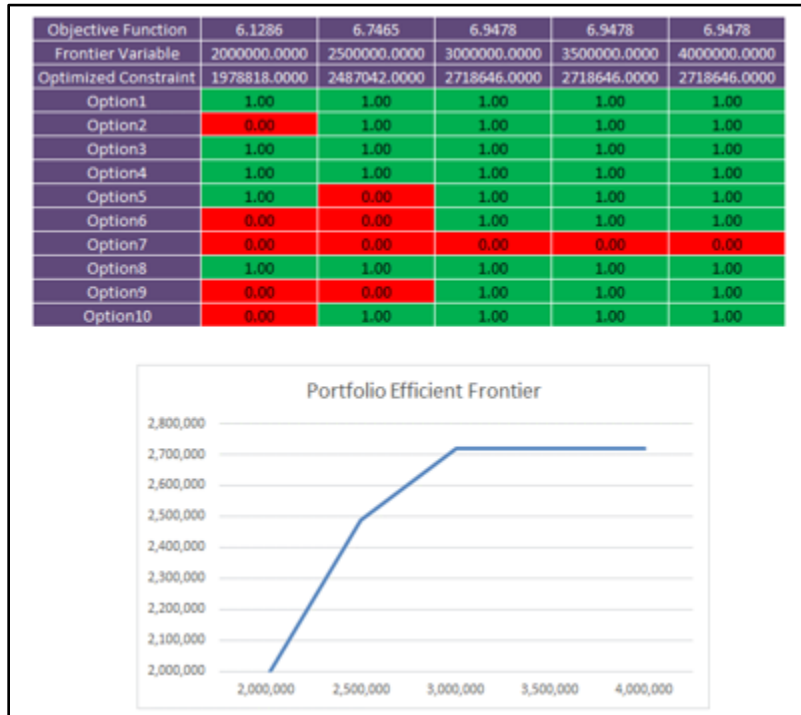 Objective Function 6.1286 6.7465 6.9478 6.9478 6.9478
Frontier Variable 2000000.0000 2500000.0000 3000000.0000 3500000.0000 4000000.0000
Optimized Constraint 1978818.0000 2487042.0000 2718646.0000 2718646.0000 2718646.0000
Option1 1.00 1.00 1.00 1.00 1.00
Option2 0.00 1.00 1.00 1.00 1.00
Option3 1.00 1.00 1.00 1.00 1.00
Option4 1.00 1.00 1.00 1.00 1.00
Option5 1.00 0.00 1.00 1.00 1.00
Option6 0.00 0.00 1.00 1.00 1.00
Option7 0.00 0.00 0.00 0.00 0.00
Option8 1.00 1.00 1.00 1.00 1.00
Option9 0.00 0.00 1.00 1.00 1.00
Option10 0.00 1.00 1.00 1.00 1.00
Portfolio Efficient Frontier
2,800,000
2,700,000
2,600,000
2,500,000
2,400,000
2,300,000
2,200,000
2,100,000
2,000,000
2,000,000 2,500,000 3,000,000 3,500,000 4,000,000